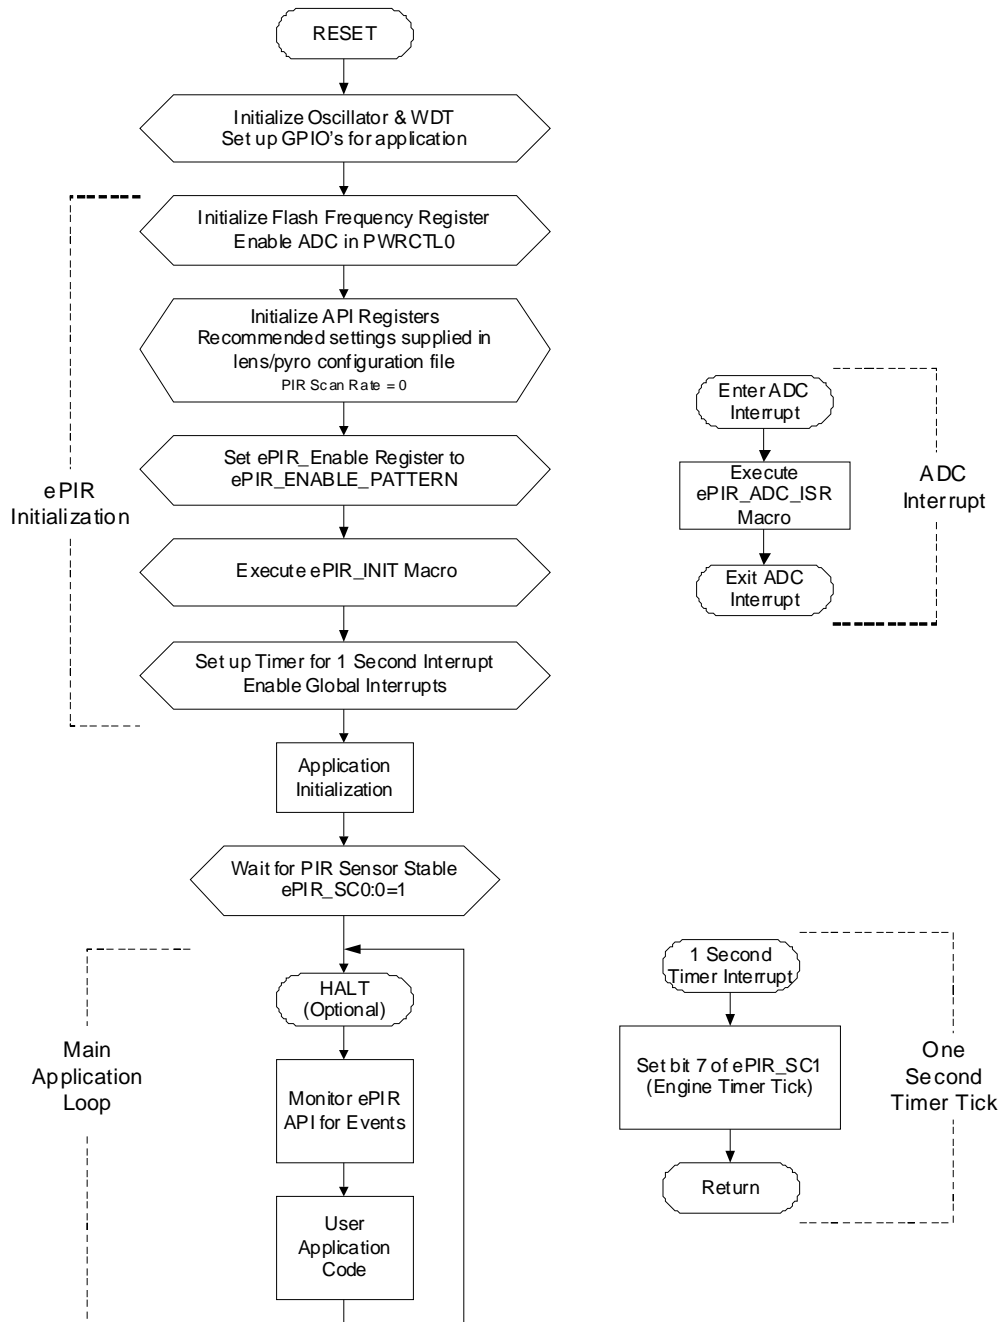 RESET
Initialize Oscillator & WDT
Set up GPIO's for application
Initialize Flash Frequency Register
Enable ADC in PWRCTL0
Initialize API Registers
Recommended settings supplied in
lens/pyro configuration file
PIR Scan Rate = 0
Set ePIR_Enable Register to
ePIR_ENABLE_PATTERN
Execute ePIR_INIT Macro
Set up Timer for 1 Second Interrupt
Enable Global Interrupts
ePIR
Initialization
Application
Initialization
Wait for PIR Sensor Stable
ePIR_SC0:0=1
HALT
(Optional)
Monitor ePIR
API for Events
User
Application
Code
Main
Application
Loop
Enter ADC
Interrupt
Execute
ePIR_ADC_ISR
Macro
Exit ADC
Interrupt
ADC
Interrupt
1 Second
Timer Interrupt
Set bit 7 of ePIR_SC1
(Engine Timer Tick)
Return
One
Second
Timer Tick